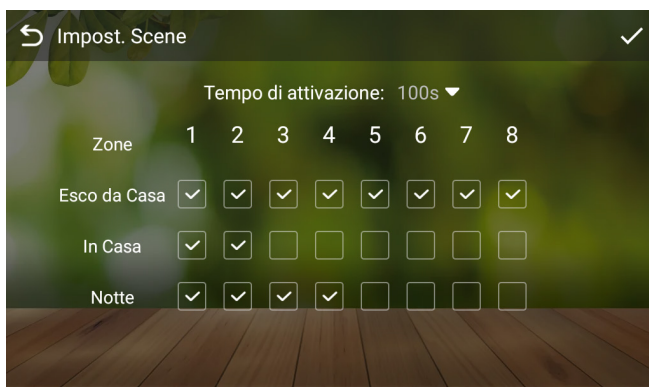 Impost. Scene
Tempo di attivazione: 100s
Zone 1 2 3 4 5 6 7 8
Esco da Casa
In Casa
Notte